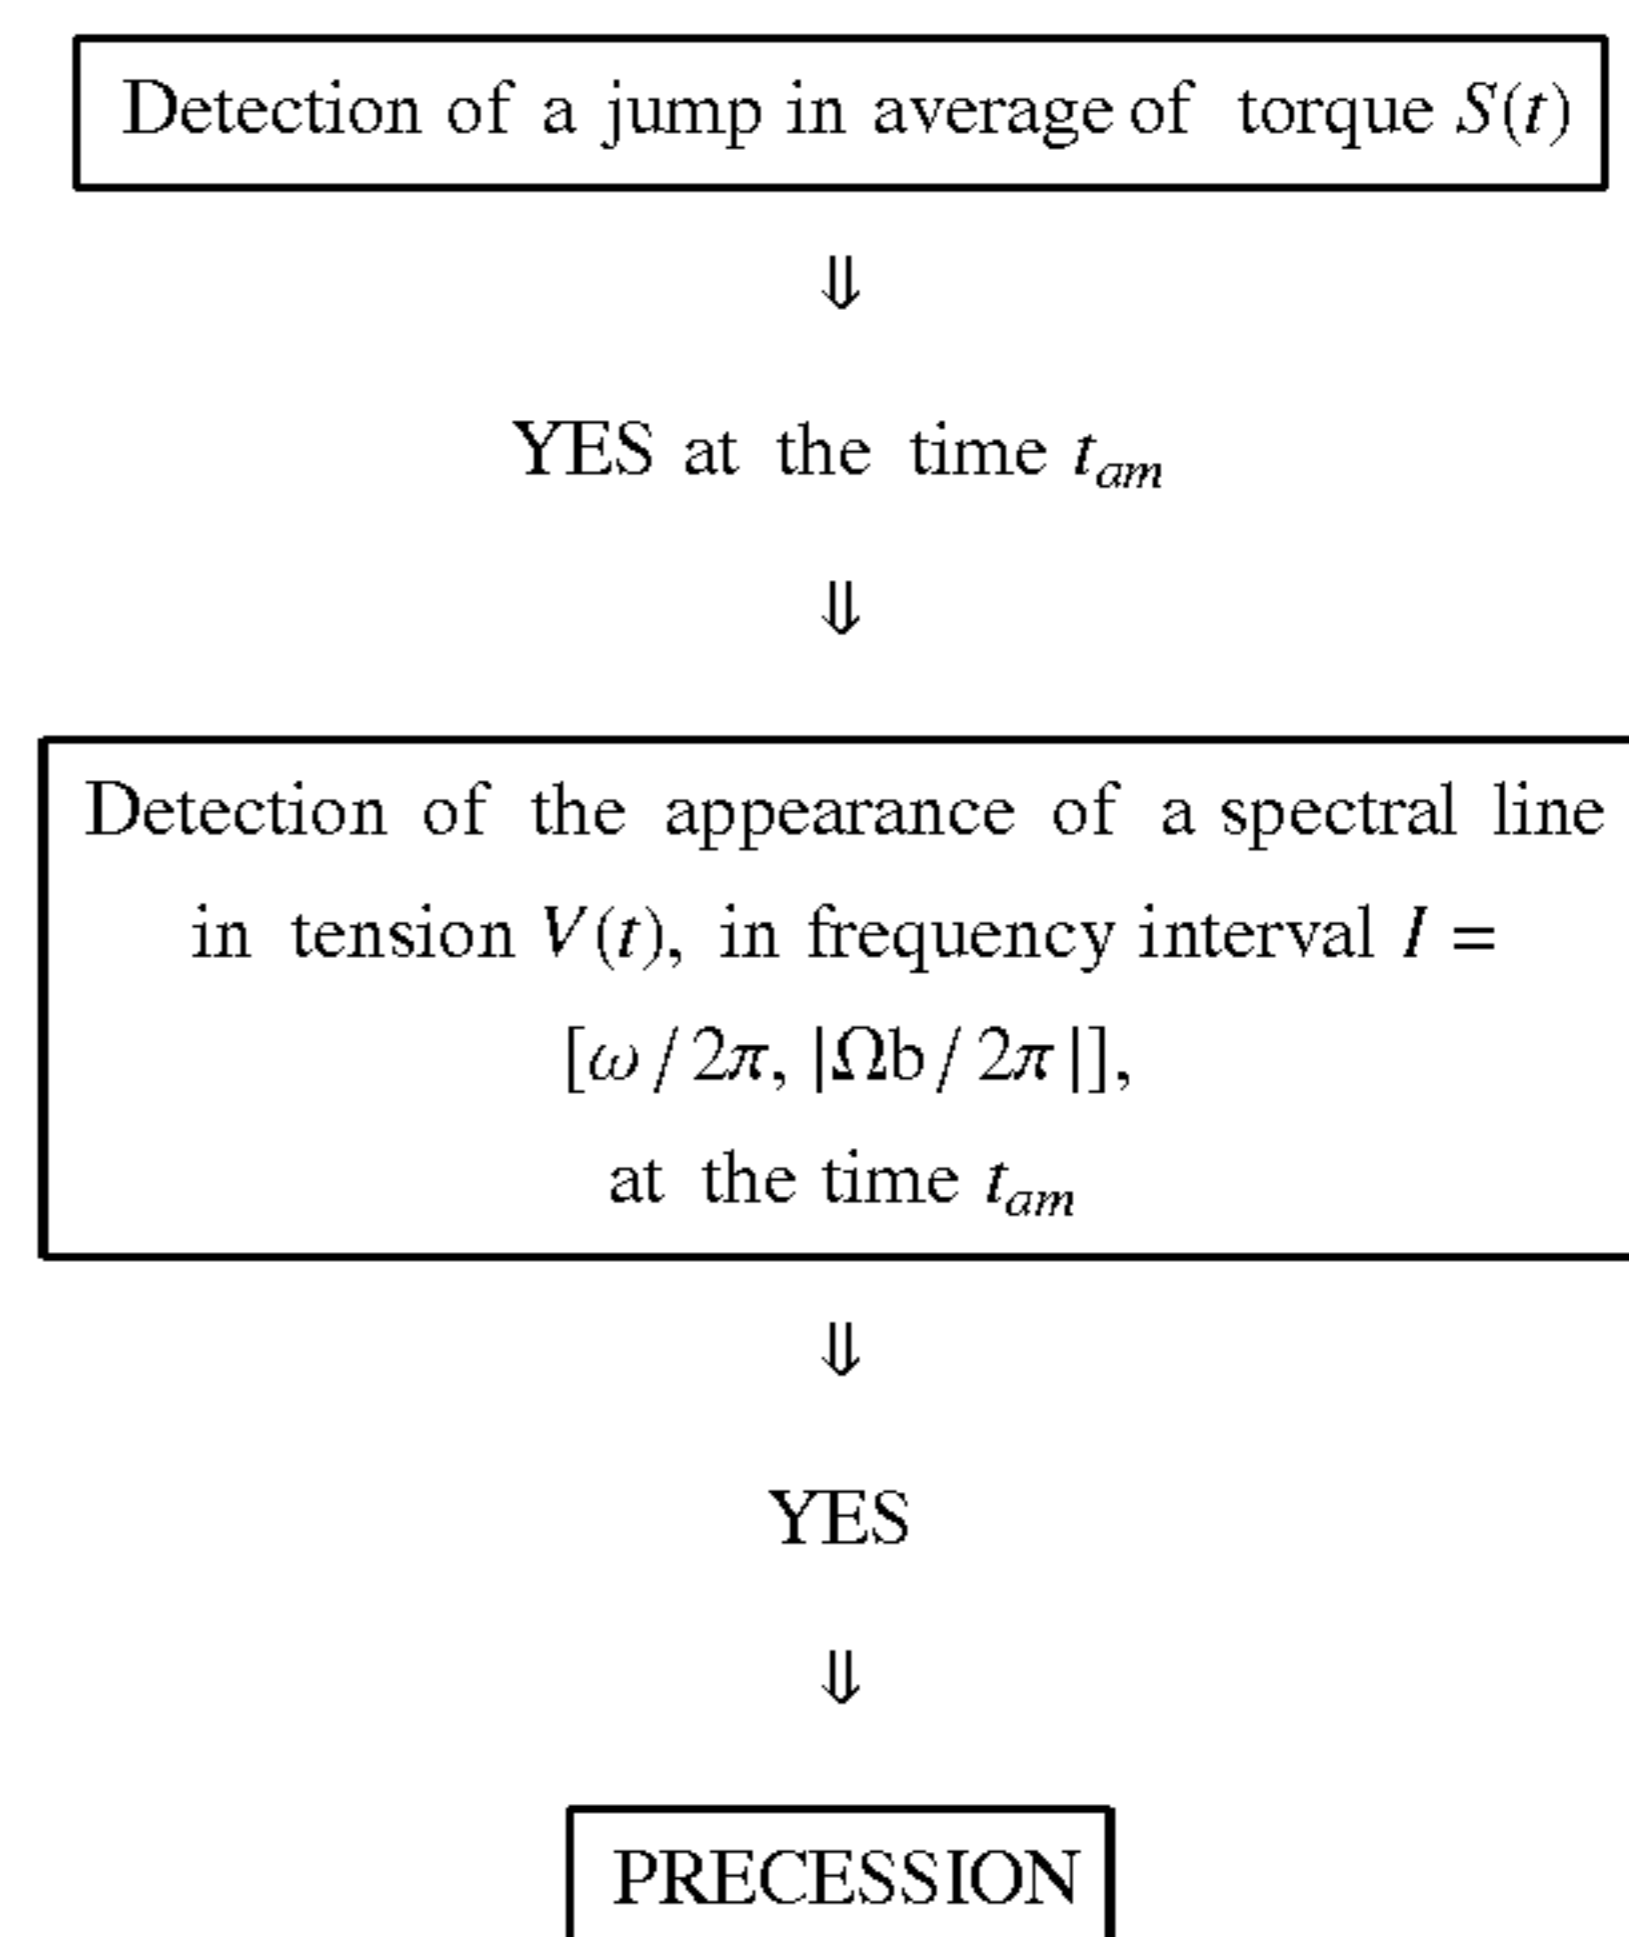 Detection of a jump in average of torque S(t)
⇓
YES at the time t_am
⇓
Detection of the appearance of a spectral line
in tension V(t), in frequency interval I =
[ω/2π, |Ωb/2π|],
at the time t_am
⇓
YES
⇓
PRECESSION